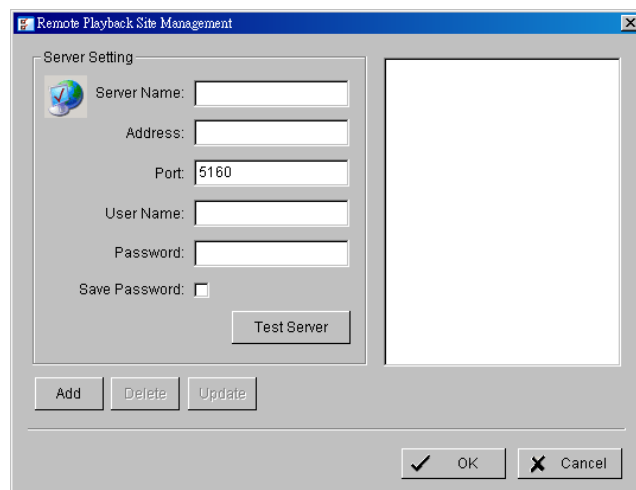 Remote Playback Site Management
Server Setting
Server Name:
Address:
Port: 5160
User Name:
Password:
Save Password:
Test Server
Add Delete Update
OK Cancel